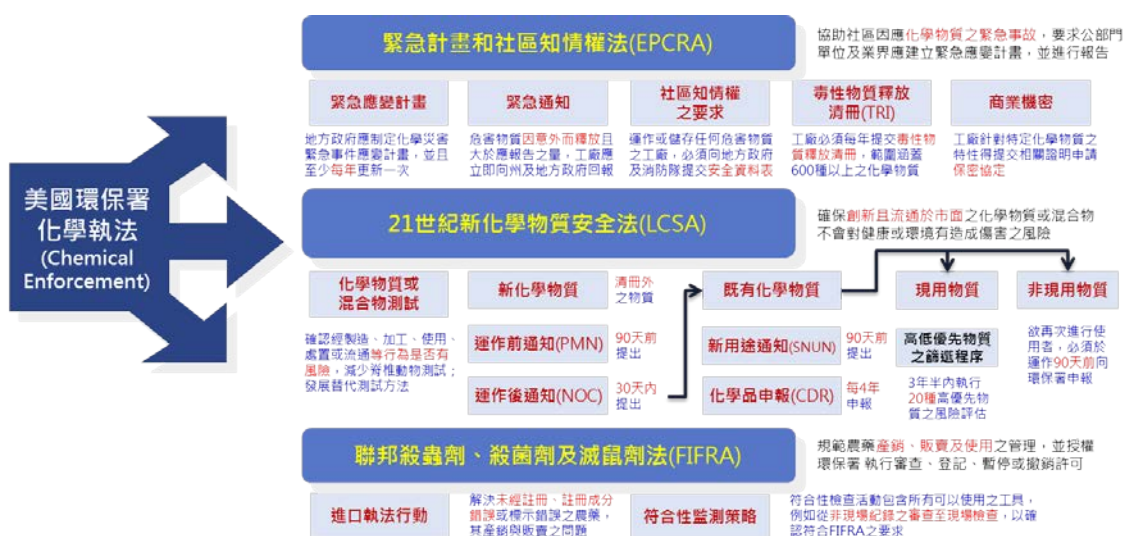 美國環保署
化學執法
(Chemical
Enforcement)
緊急計畫和社區知情權法(EPCRA)
協助社區因應化學物質之緊急事故，要求公部門
單位及業界應建立緊急應變計畫，並進行報告
緊急應變計畫
地方政府應制定化學災害
緊急事件應變計畫，並且
至少每年更新一次
緊急通知
危害物質因意外而釋放且
大於應報告之量，工廠應
立即向州及地方政府回報
社區知情權
之要求
運作或儲存任何危害物質
之工廠，必須向地方政府
及消防隊提交安全資料表
毒性物質釋放
清冊(TRI)
工廠必須每年提交毒性物
質釋放清冊，範圍涵蓋
600種以上之化學物質
商業機密
工廠針對特定化學物質之
特性得提交相關證明申請
保密協定
21世紀新化學物質安全法(LCSA)
確保創新且流通於市面之化學物質或混合物
不會對健康或環境有造成傷害之風險
化學物質或
混合物測試
確認經製造、加工、使用、
處置或流通等行為是否有
風險，減少脊椎動物測試；
發展替代測試方法
新化學物質
清冊外
之物質
運作前通知(PMN)
90天前
提出
運作後通知(NOC)
30天內
提出
既有化學物質
新用途通知(SNUN)
90天前
提出
化學品申報(CDR)
每4年
申報
現用物質
高低優先物質
之篩選程序
3年半內執行
20種高優先物
質之風險評估
非現用物質
欲再次進行使
用者，必須於
運作90天前向
環保署申報
聯邦殺蟲劑、殺菌劑及滅鼠劑法(FIFRA)
規範農藥產銷、販賣及使用之管理，並授權
環保署 執行審查、登記、暫停或撤銷許可
進口執法行動
解決未經註冊、註冊成分
錯誤或標示錯誤之農藥，
其產銷與販賣之問題
符合性監測策略
符合性檢查活動包含所有可以使用之工具，
例如從非現場紀錄之審查至現場檢查，以確
認符合FIFRA之要求